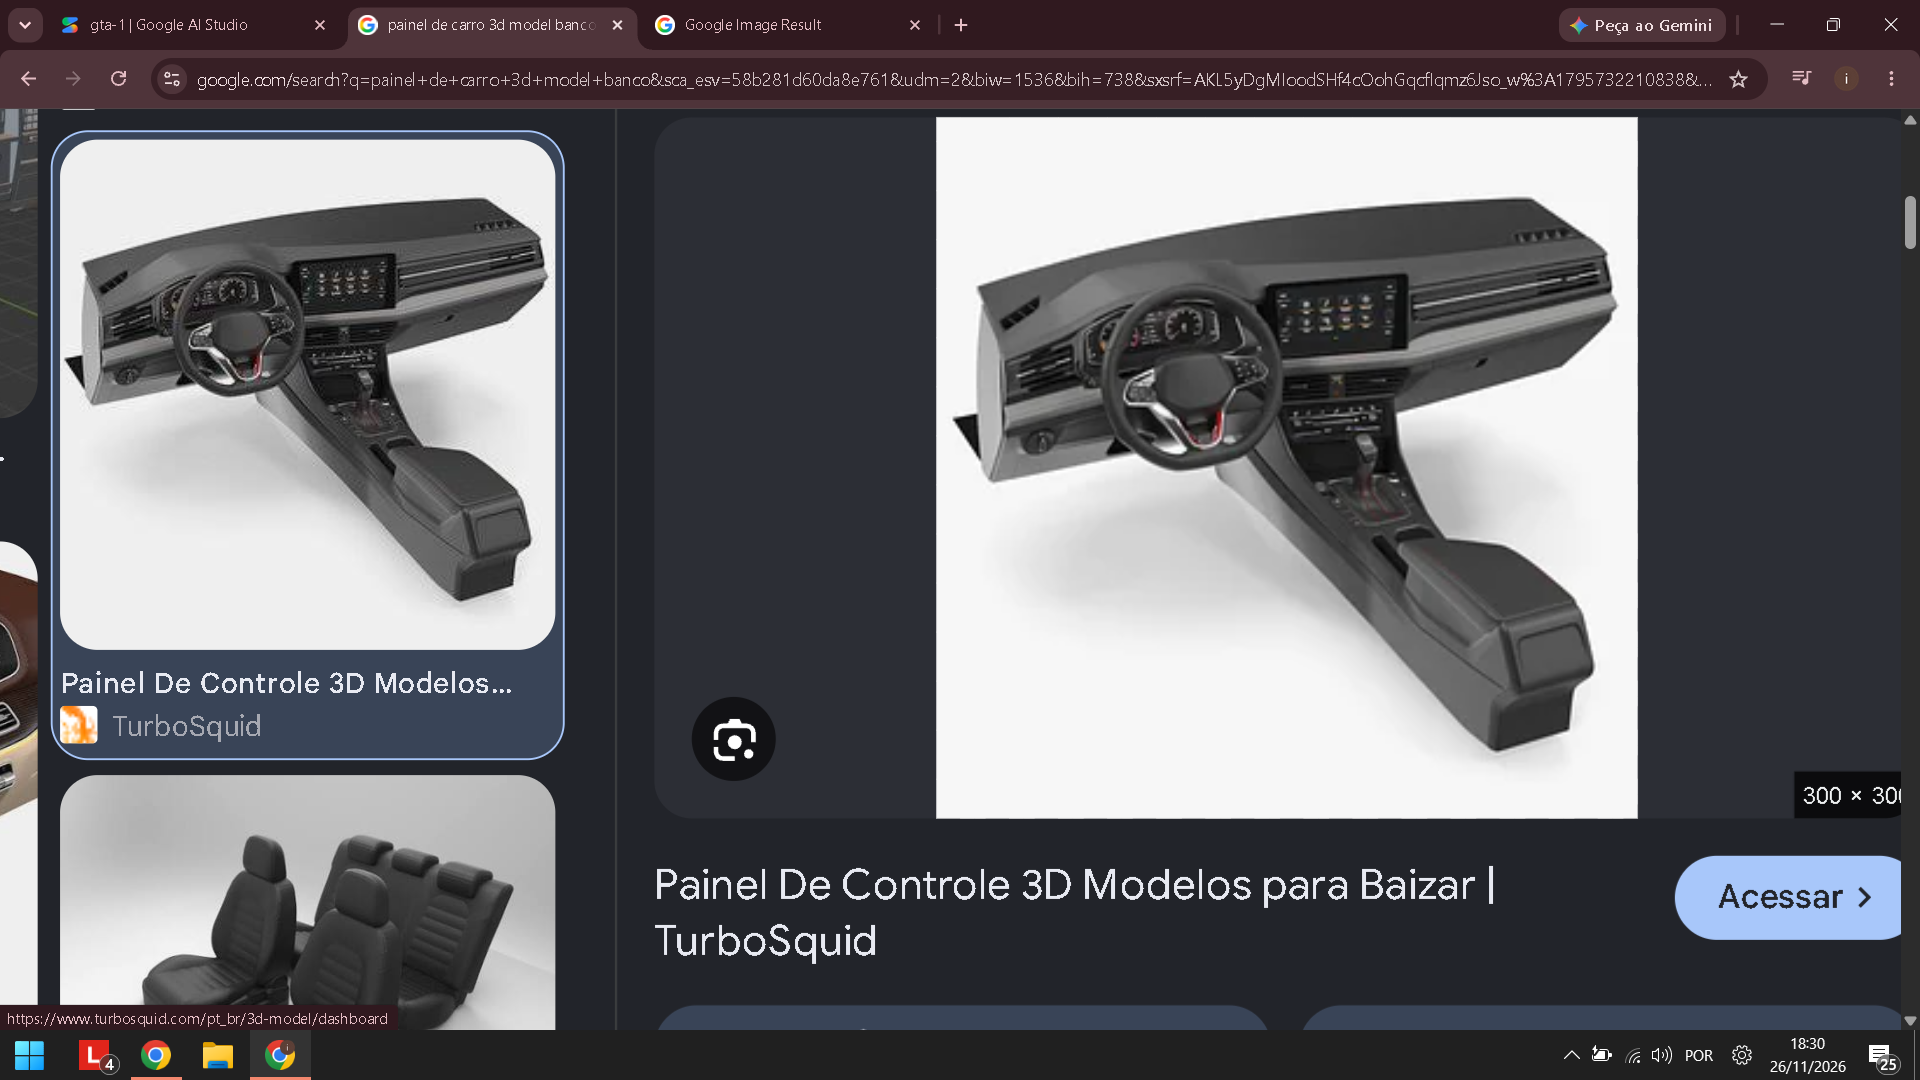 gta-1 | Google AI Studio
painel de carro 3d model banco
Google Image Result
Peça ao Gemini
google.com/search?q=painel+de+carro+3d+model+banco&sca_esv=58b281d60da8e761&udm=2&biw=1536&bih=738&sxsrf=AKL5yDgMIoodSHf4cOohGqcflqmz6Jso_w%3A1795732210838&...
i
Painel De Controle 3D Modelos...
TurboSquid
300 × 300
Painel De Controle 3D Modelos para Baizar |
TurboSquid
Acessar
https://www.turbosquid.com/pt_br/3d-model/dashboard
L 4
POR
18:30
26/11/2026
25